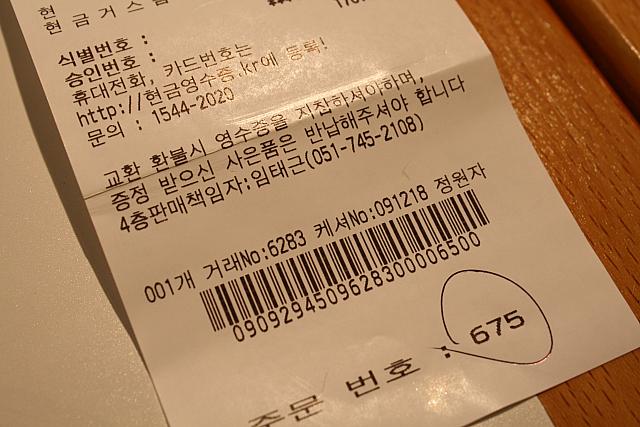 현금거스름
식별번호 :
승인번호 :
휴대전화, 카드번호는
http://현금영수증.kr에 등록!
문의 : 1544-2020
교환 환불시 영수증을 지참하셔야하며,
증정 받으신 사은품은 반납해주셔야 합니다
4층판매책임자:임태근(051-745-2108)
001개 거래No:6283 캐셔No:091218 정원자
0909294509628300006500
주문 번호 : 675